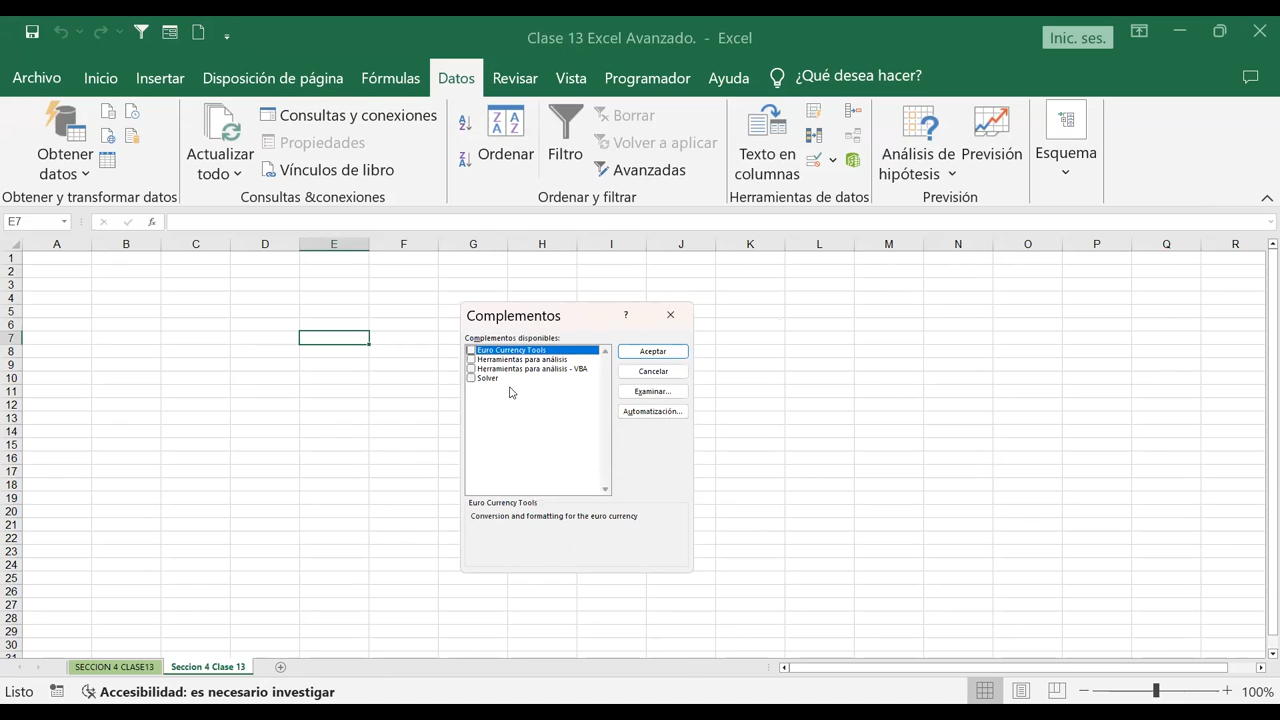 Clase 13 Excel Avanzado. - Excel
Inic. ses.
Archivo Inicio Insertar Disposición de página Fórmulas Datos Revisar Vista Programador Ayuda ¿Qué desea hacer?
Obtener datos
Obtener y transformar datos
Actualizar todo
Consultas y conexiones
Propiedades
Vínculos de libro
Consultas &conexiones
Ordenar
Filtro
Borrar
Volver a aplicar
Avanzadas
Ordenar y filtrar
Texto en columnas
Herramientas de datos
Análisis de hipótesis
Previsión
Previsión
Esquema
E7
fx
A B C D E F G H I J K L M N O P Q R
1
2
3
4
5
6
7
8
9
10
11
12
13
14
15
16
17
18
19
20
21
22
23
24
25
26
27
28
29
30
31
Complementos ?
Complementos disponibles:
Euro Currency Tools
Herramientas para análisis
Herramientas para análisis - VBA
Solver
Aceptar
Cancelar
Examinar...
Automatización...
Euro Currency Tools
Conversion and formatting for the euro currency
SECCION 4 CLASE13 Seccion 4 Clase 13
Listo Accesibilidad: es necesario investigar 100%